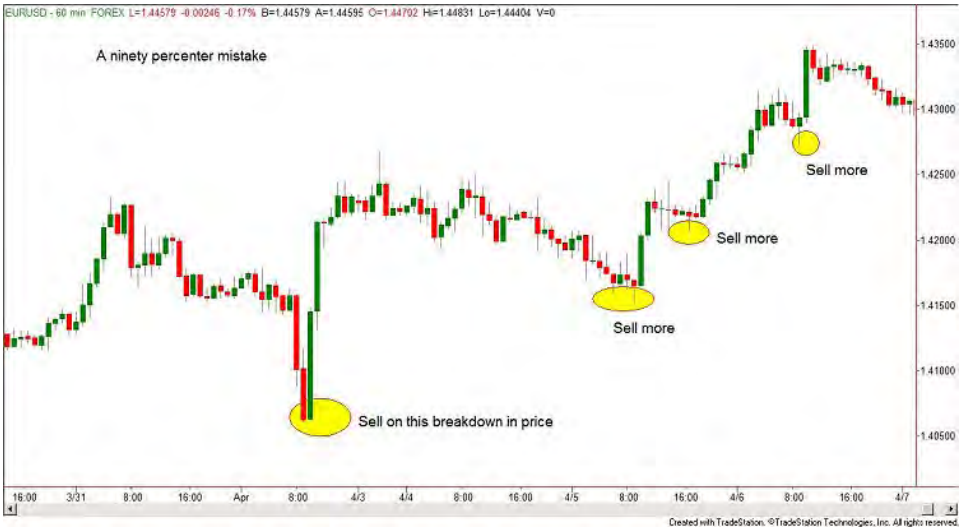 EURUSD - 60 min FOREX L=1.44579 -0.00246 -0.17% B=1.44579 A=1.44595 O=1.44702 Hi=1.44831 Lo=1.44404 V=0
A ninety percenter mistake
1.43500
1.43000
Sell more
1.42500
Sell more
1.42000
1.41500
Sell more
1.41000
Sell on this breakdown in price
1.40500
16:00 3/31 8:00 16:00 Apr 8:00 4/3 4/4 8:00 16:00 4/5 8:00 16:00 4/6 8:00 16:00 4/7
Created with TradeStation. ©TradeStation Technologies, Inc. All rights reserved.